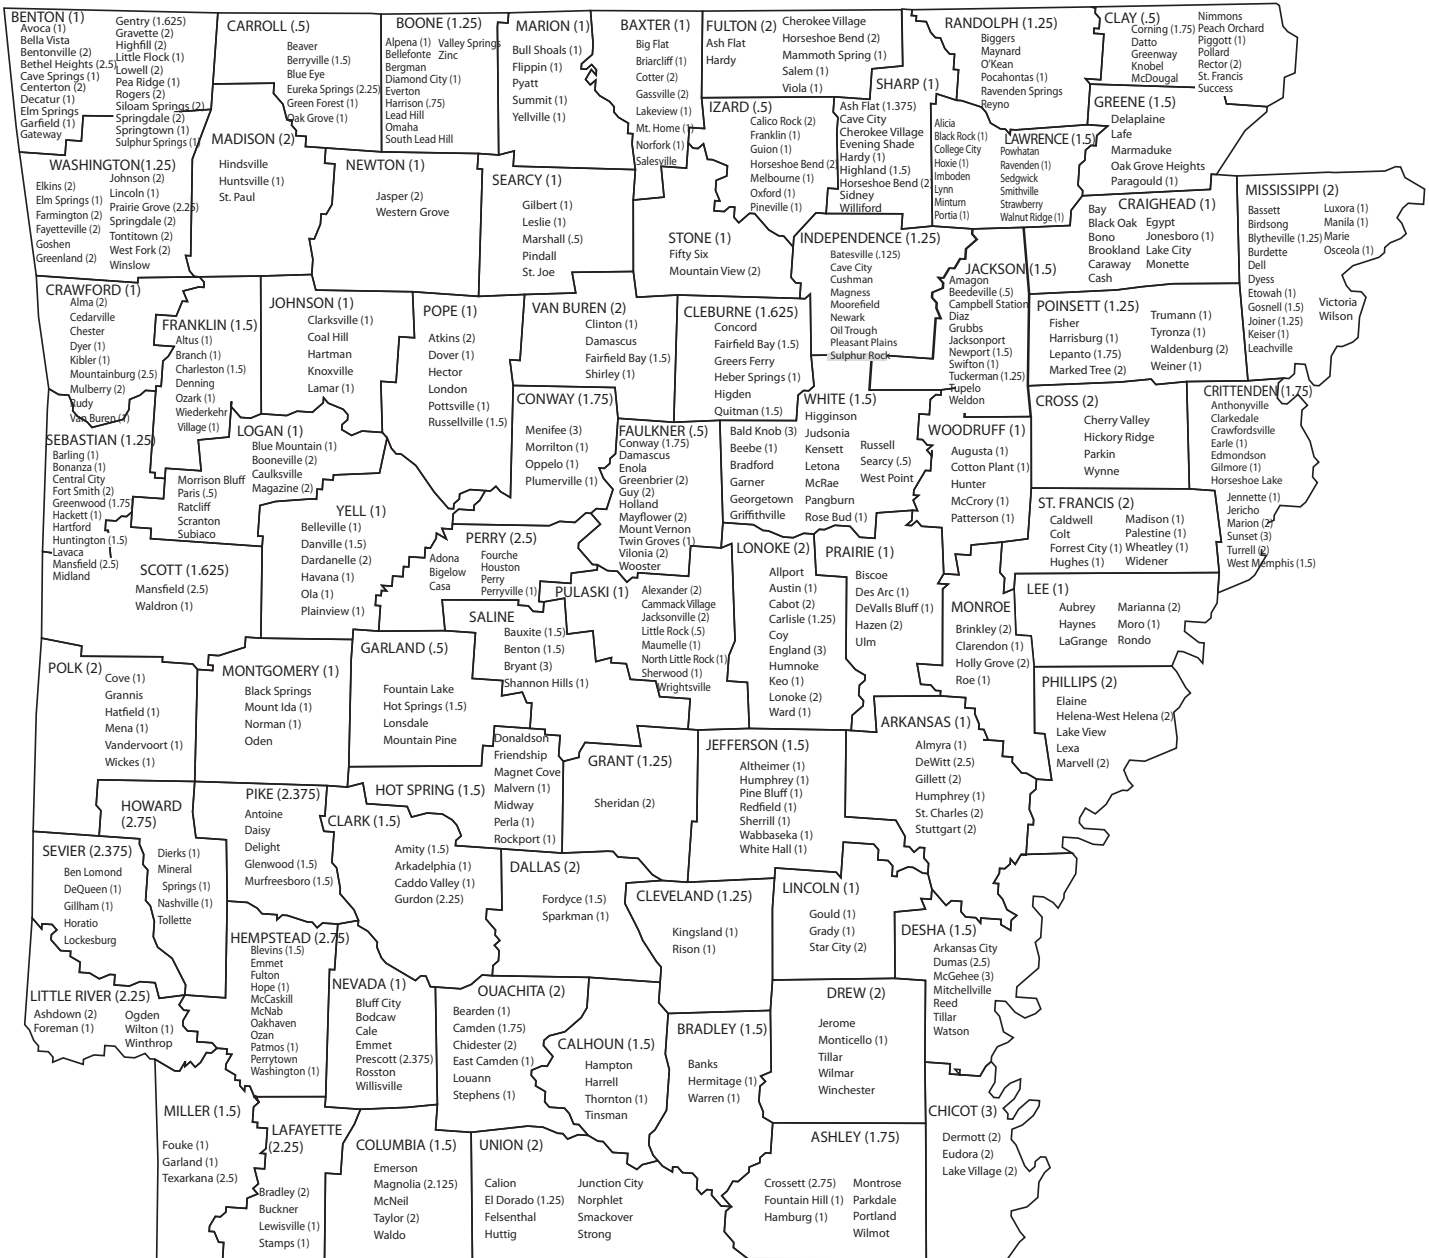 BENTON (1)
Avoca (1)
Bella Vista
Bentonville (2)
Bethel Heights (2.5)
Cave Springs (1)
Centerton (2)
Decatur (1)
Elm Springs
Garfield (1)
Gateway
Gentry (1.625)
Gravette (2)
Highfill (2)
Little Flock (1)
Lowell (2)
Pea Ridge (1)
Rogers (2)
Siloam Springs (2)
Springdale (2)
Springtown (1)
Sulphur Springs (1)
CARROLL (.5)
Beaver
Berryville (1.5)
Blue Eye
Eureka Springs (2.25)
Green Forest (1)
Oak Grove (1)
BOONE (1.25)
Alpena (1)
Bellefonte
Bergman
Diamond City (1)
Everton
Harrison (.75)
Lead Hill
Omaha
South Lead Hill
Valley Springs
Zinc
MARION (1)
Bull Shoals (1)
Flippin (1)
Pyatt
Summit (1)
Yellville (1)
BAXTER (1)
Big Flat
Briarcliff (1)
Cotter (2)
Gassville (2)
Lakeview (1)
Mt. Home (1)
Norfork (1)
Salesville
FULTON (2)
Ash Flat
Hardy
Cherokee Village
Horseshoe Bend (2)
Mammoth Spring (1)
Salem (1)
Viola (1)
SHARP (1)
Ash Flat (1.375)
Cave City
Cherokee Village
Evening Shade
Hardy (1)
Highland (1.5)
Horseshoe Bend (2)
Sidney
Williford
RANDOLPH (1.25)
Biggers
Maynard
O'Kean
Pocahontas (1)
Ravenden Springs
Reyno
CLAY (.5)
Corning (1.75)
Datto
Greenway
Knobel
McDougal
Nimmons
Peach Orchard
Piggott (1)
Pollard
Rector (2)
St. Francis
Success
GREENE (1.5)
Delaplaine
Lafe
Marmaduke
Oak Grove Heights
Paragould (1)
IZARD (.5)
Calico Rock (2)
Franklin (1)
Guion (1)
Horseshoe Bend (2)
Melbourne (1)
Oxford (1)
Pineville (1)
LAWRENCE (1.5)
Alicia
Black Rock (1)
College City
Hoxie (1)
Imboden
Lynn
Minturn
Portia (1)
Powhatan
Ravenden (1)
Sedgwick
Smithville
Strawberry
Walnut Ridge (1)
MADISON (2)
Hindsville
Huntsville (1)
St. Paul
WASHINGTON(1.25)
Elkins (2)
Elm Springs (1)
Farmington (2)
Fayetteville (2)
Goshen
Greenland (2)
Johnson (2)
Lincoln (1)
Prairie Grove (2.25)
Springdale (2)
Tontitown (2)
West Fork (2)
Winslow
NEWTON (1)
Jasper (2)
Western Grove
SEARCY (1)
Gilbert (1)
Leslie (1)
Marshall (.5)
Pindall
St. Joe
STONE (1)
Fifty Six
Mountain View (2)
INDEPENDENCE (1.25)
Batesville (.125)
Cave City
Cushman
Magness
Moorefield
Newark
Oil Trough
Pleasant Plains
Sulphur Rock
JACKSON (1.5)
Amagon
Beedeville (.5)
Campbell Station
Diaz
Grubbs
Jacksonport
Newport (1.5)
Swifton (1)
Tuckerman (1.25)
Tupelo
Weldon
CRAIGHEAD (1)
Bay
Black Oak
Bono
Brookland
Caraway
Cash
Egypt
Jonesboro (1)
Lake City
Monette
MISSISSIPPI (2)
Bassett
Birdsong
Blytheville (1.25)
Burdette
Dell
Dyess
Etowah (1)
Gosnell (1.5)
Joiner (1.25)
Keiser (1)
Leachville
Luxora (1)
Manila (1)
Marie
Osceola (1)
Victoria
Wilson
CRAWFORD (1)
Alma (2)
Cedarville
Chester
Dyer (1)
Kibler (1)
Mountainburg (2.5)
Mulberry (2)
Rudy
Van Buren (1)
FRANKLIN (1.5)
Altus (1)
Branch (1)
Charleston (1.5)
Denning
Ozark (1)
Wiederkehr
Village (1)
JOHNSON (1)
Clarksville (1)
Coal Hill
Hartman
Knoxville
Lamar (1)
POPE (1)
Atkins (2)
Dover (1)
Hector
London
Pottsville (1)
Russellville (1.5)
VAN BUREN (2)
Clinton (1)
Damascus
Fairfield Bay (1.5)
Shirley (1)
CLEBURNE (1.625)
Concord
Fairfield Bay (1.5)
Greers Ferry
Heber Springs (1)
Higden
Quitman (1.5)
POINSETT (1.25)
Fisher
Harrisburg (1)
Lepanto (1.75)
Marked Tree (2)
Trumann (1)
Tyronza (1)
Waldenburg (2)
Weiner (1)
SEBASTIAN (1.25)
Barling (1)
Bonanza (1)
Central City
Fort Smith (2)
Greenwood (1.75)
Hackett (1)
Hartford
Huntington (1.5)
Lavaca
Mansfield (2.5)
Midland
LOGAN (1)
Blue Mountain (1)
Booneville (2)
Caulksville
Magazine (2)
Morrison Bluff
Paris (.5)
Ratcliff
Scranton
Subiaco
CONWAY (1.75)
Menifee (3)
Morrilton (1)
Oppelo (1)
Plumerville (1)
FAULKNER (.5)
Conway (1.75)
Damascus
Enola
Greenbrier (2)
Guy (2)
Holland
Mayflower (2)
Mount Vernon
Twin Groves (1)
Vilonia (2)
Wooster
WHITE (1.5)
Bald Knob (3)
Beebe (1)
Bradford
Garner
Georgetown
Griffithville
Higginson
Judsonia
Kensett
Letona
McRae
Pangburn
Rose Bud (1)
Russell
Searcy (.5)
West Point
WOODRUFF (1)
Augusta (1)
Cotton Plant (1)
Hunter
McCrory (1)
Patterson (1)
CROSS (2)
Cherry Valley
Hickory Ridge
Parkin
Wynne
CRITTENDEN (1.75)
Anthonyville
Clarkedale
Crawfordsville
Earle (1)
Edmondson
Gilmore (1)
Horseshoe Lake
Jennette (1)
Jericho
Marion (2)
Sunset (3)
Turrell (2)
West Memphis (1.5)
ST. FRANCIS (2)
Caldwell
Colt
Forrest City (1)
Hughes (1)
Madison (1)
Palestine (1)
Wheatley (1)
Widener
YELL (1)
Belleville (1)
Danville (1.5)
Dardanelle (2)
Havana (1)
Ola (1)
Plainview (1)
PERRY (2.5)
Adona
Bigelow
Casa
Fourche
Houston
Perry
Perryville (1)
SCOTT (1.625)
Mansfield (2.5)
Waldron (1)
PULASKI (1)
Alexander (2)
Cammack Village
Jacksonville (2)
Little Rock (.5)
Maumelle (1)
North Little Rock (1)
Sherwood (1)
Wrightsville
LONOKE (2)
Allport
Austin (1)
Cabot (2)
Carlisle (1.25)
Coy
England (3)
Humnoke
Keo (1)
Lonoke (2)
Ward (1)
PRAIRIE (1)
Biscoe
Des Arc (1)
DeValls Bluff (1)
Hazen (2)
Ulm
MONROE
Brinkley (2)
Clarendon (1)
Holly Grove (2)
Roe (1)
LEE (1)
Aubrey
Haynes
LaGrange
Marianna (2)
Moro (1)
Rondo
SALINE
Bauxite (1.5)
Benton (1.5)
Bryant (3)
Shannon Hills (1)
GARLAND (.5)
Fountain Lake
Hot Springs (1.5)
Lonsdale
Mountain Pine
POLK (2)
Cove (1)
Grannis
Hatfield (1)
Mena (1)
Vandervoort (1)
Wickes (1)
MONTGOMERY (1)
Black Springs
Mount Ida (1)
Norman (1)
Oden
PHILLIPS (2)
Elaine
Helena-West Helena (2)
Lake View
Lexa
Marvell (2)
ARKANSAS (1)
Almyra (1)
DeWitt (2.5)
Gillett (2)
Humphrey (1)
St. Charles (2)
Stuttgart (2)
HOT SPRING (1.5)
Donaldson
Friendship
Magnet Cove
Malvern (1)
Midway
Perla (1)
Rockport (1)
GRANT (1.25)
Sheridan (2)
JEFFERSON (1.5)
Altheimer (1)
Humphrey (1)
Pine Bluff (1)
Redfield (1)
Sherrill (1)
Wabbaseka (1)
White Hall (1)
HOWARD
(2.75)
Dierks (1)
Mineral
Springs (1)
Nashville (1)
Tollette
PIKE (2.375)
Antoine
Daisy
Delight
Glenwood (1.5)
Murfreesboro (1.5)
CLARK (1.5)
Amity (1.5)
Arkadelphia (1)
Caddo Valley (1)
Gurdon (2.25)
SEVIER (2.375)
Ben Lomond
DeQueen (1)
Gillham (1)
Horatio
Lockesburg
DALLAS (2)
Fordyce (1.5)
Sparkman (1)
CLEVELAND (1.25)
Kingsland (1)
Rison (1)
LINCOLN (1)
Gould (1)
Grady (1)
Star City (2)
DESHA (1.5)
Arkansas City
Dumas (2.5)
McGehee (3)
Mitchellville
Reed
Tillar
Watson
HEMPSTEAD (2.75)
Blevins (1.5)
Emmet
Fulton
Hope (1)
McCaskill
McNab
Oakhaven
Ozan
Patmos (1)
Perrytown
Washington (1)
NEVADA (1)
Bluff City
Bodcaw
Cale
Emmet
Prescott (2.375)
Rosston
Willisville
LITTLE RIVER (2.25)
Ashdown (2)
Foreman (1)
Ogden
Wilton (1)
Winthrop
OUACHITA (2)
Bearden (1)
Camden (1.75)
Chidester (2)
East Camden (1)
Louann
Stephens (1)
CALHOUN (1.5)
Hampton
Harrell
Thornton (1)
Tinsman
BRADLEY (1.5)
Banks
Hermitage (1)
Warren (1)
DREW (2)
Jerome
Monticello (1)
Tillar
Wilmar
Winchester
MILLER (1.5)
Fouke (1)
Garland (1)
Texarkana (2.5)
LAFAYETTE
(2.25)
Bradley (2)
Buckner
Lewisville (1)
Stamps (1)
COLUMBIA (1.5)
Emerson
Magnolia (2.125)
McNeil
Taylor (2)
Waldo
UNION (2)
Calion
El Dorado (1.25)
Felsenthal
Huttig
Junction City
Norphlet
Smackover
Strong
ASHLEY (1.75)
Crossett (2.75)
Fountain Hill (1)
Hamburg (1)
Montrose
Parkdale
Portland
Wilmot
CHICOT (3)
Dermott (2)
Eudora (2)
Lake Village (2)